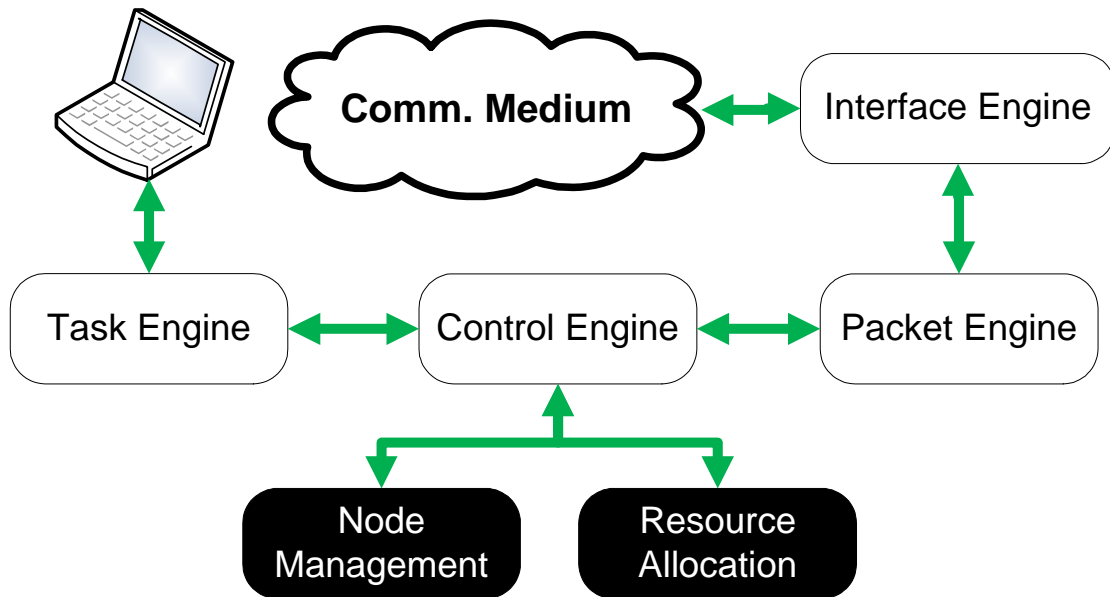 Comm. Medium
Interface Engine
Task Engine
Control Engine
Packet Engine
Node
Management
Resource
Allocation